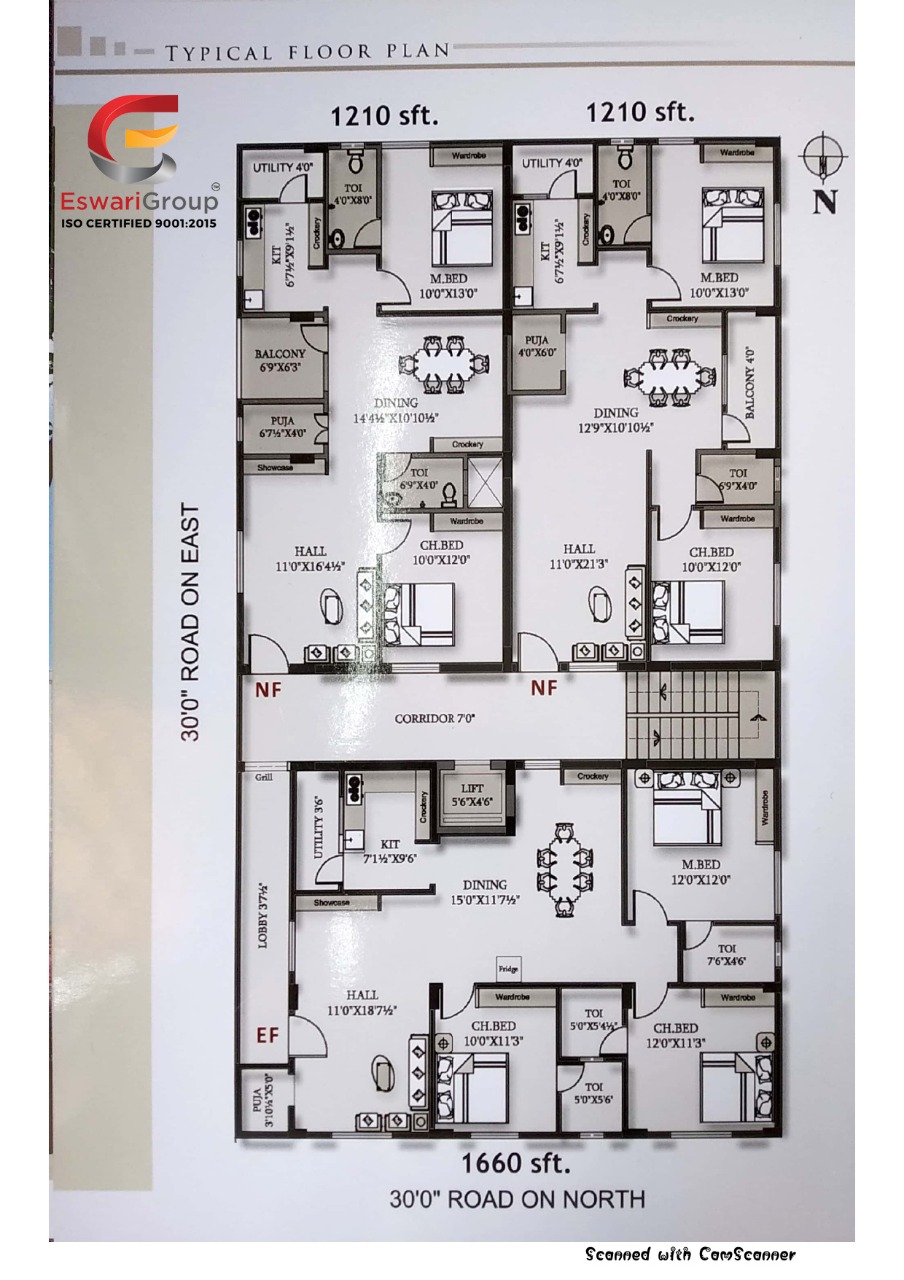 TYPICAL FLOOR PLAN
EswariGroup™
ISO CERTIFIED 9001:2015
1210 sft.
1210 sft.
N
UTILITY 4'0"
TOI
4'0"X8'0"
Wardrobe
KIT
6'7½"X9'1½"
Crockery
M.BED
10'0"X13'0"
BALCONY
6'9"X6'3"
PUJA
6'7½"X4'0"
DINING
14'4½"X10'10½"
Crockery
Showcase
TOI
6'9"X4'0"
Wardrobe
HALL
11'0"X16'4½"
CH.BED
10'0"X12'0"
NF
UTILITY 4'0"
TOI
4'0"X8'0"
Wardrobe
KIT
6'7½"X9'1½"
Crockery
M.BED
10'0"X13'0"
Crockery
PUJA
4'0"X6'0"
BALCONY 4'0"
DINING
12'9"X10'10½"
TOI
6'9"X4'0"
Wardrobe
HALL
11'0"X21'3"
CH.BED
10'0"X12'0"
NF
30'0" ROAD ON EAST
CORRIDOR 7'0"
Grill
LIFT
5'6"X4'6"
Crockery
UTILITY 3'6"
KIT
7'1½"X9'6"
Crockery
Wardrobe
M.BED
12'0"X12'0"
DINING
15'0"X11'7½"
Showcase
LOBBY 3'7½"
TOI
7'6"X4'6"
Fridge
HALL
11'0"X18'7½"
Wardrobe
CH.BED
10'0"X11'3"
TOI
5'0"X5'4½"
Wardrobe
CH.BED
12'0"X11'3"
EF
TOI
5'0"X5'6"
PUJA
3'10½"X5'0"
1660 sft.
30'0" ROAD ON NORTH
Scanned with CamScanner